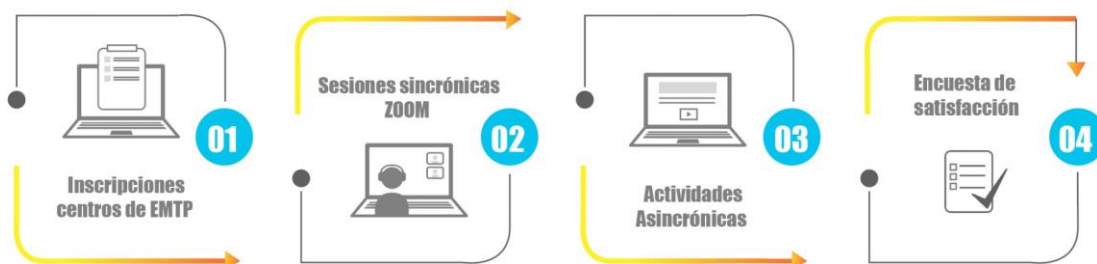 01
Inscripciones
centros de EMTP
Sesiones sincrónicas
ZOOM
02
03
Actividades
Asincrónicas
Encuesta de
satisfacción
04